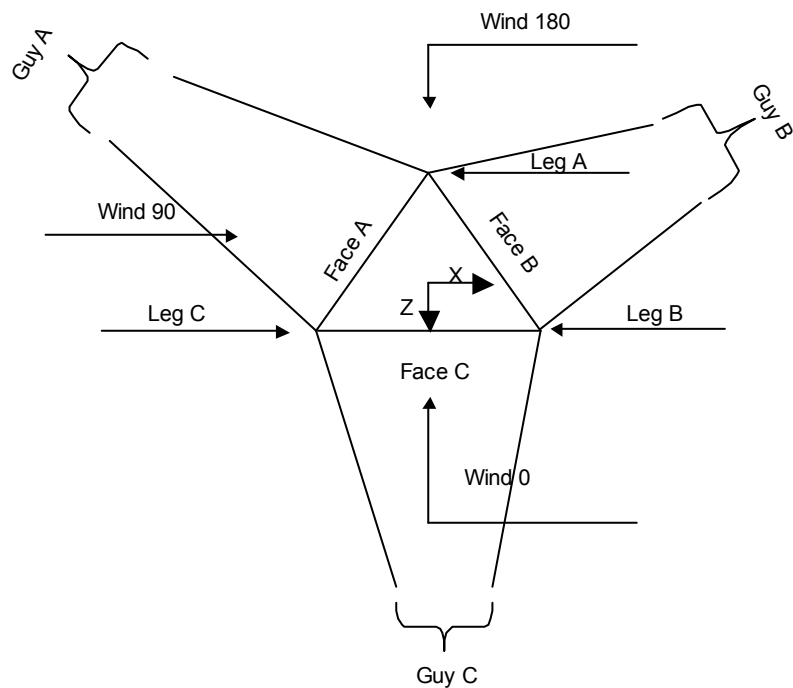 Wind 180
Guy A
Guy B
Leg A
Wind 90
Face A
Face B
X
Z
Leg C
Leg B
Face C
Wind 0
Guy C